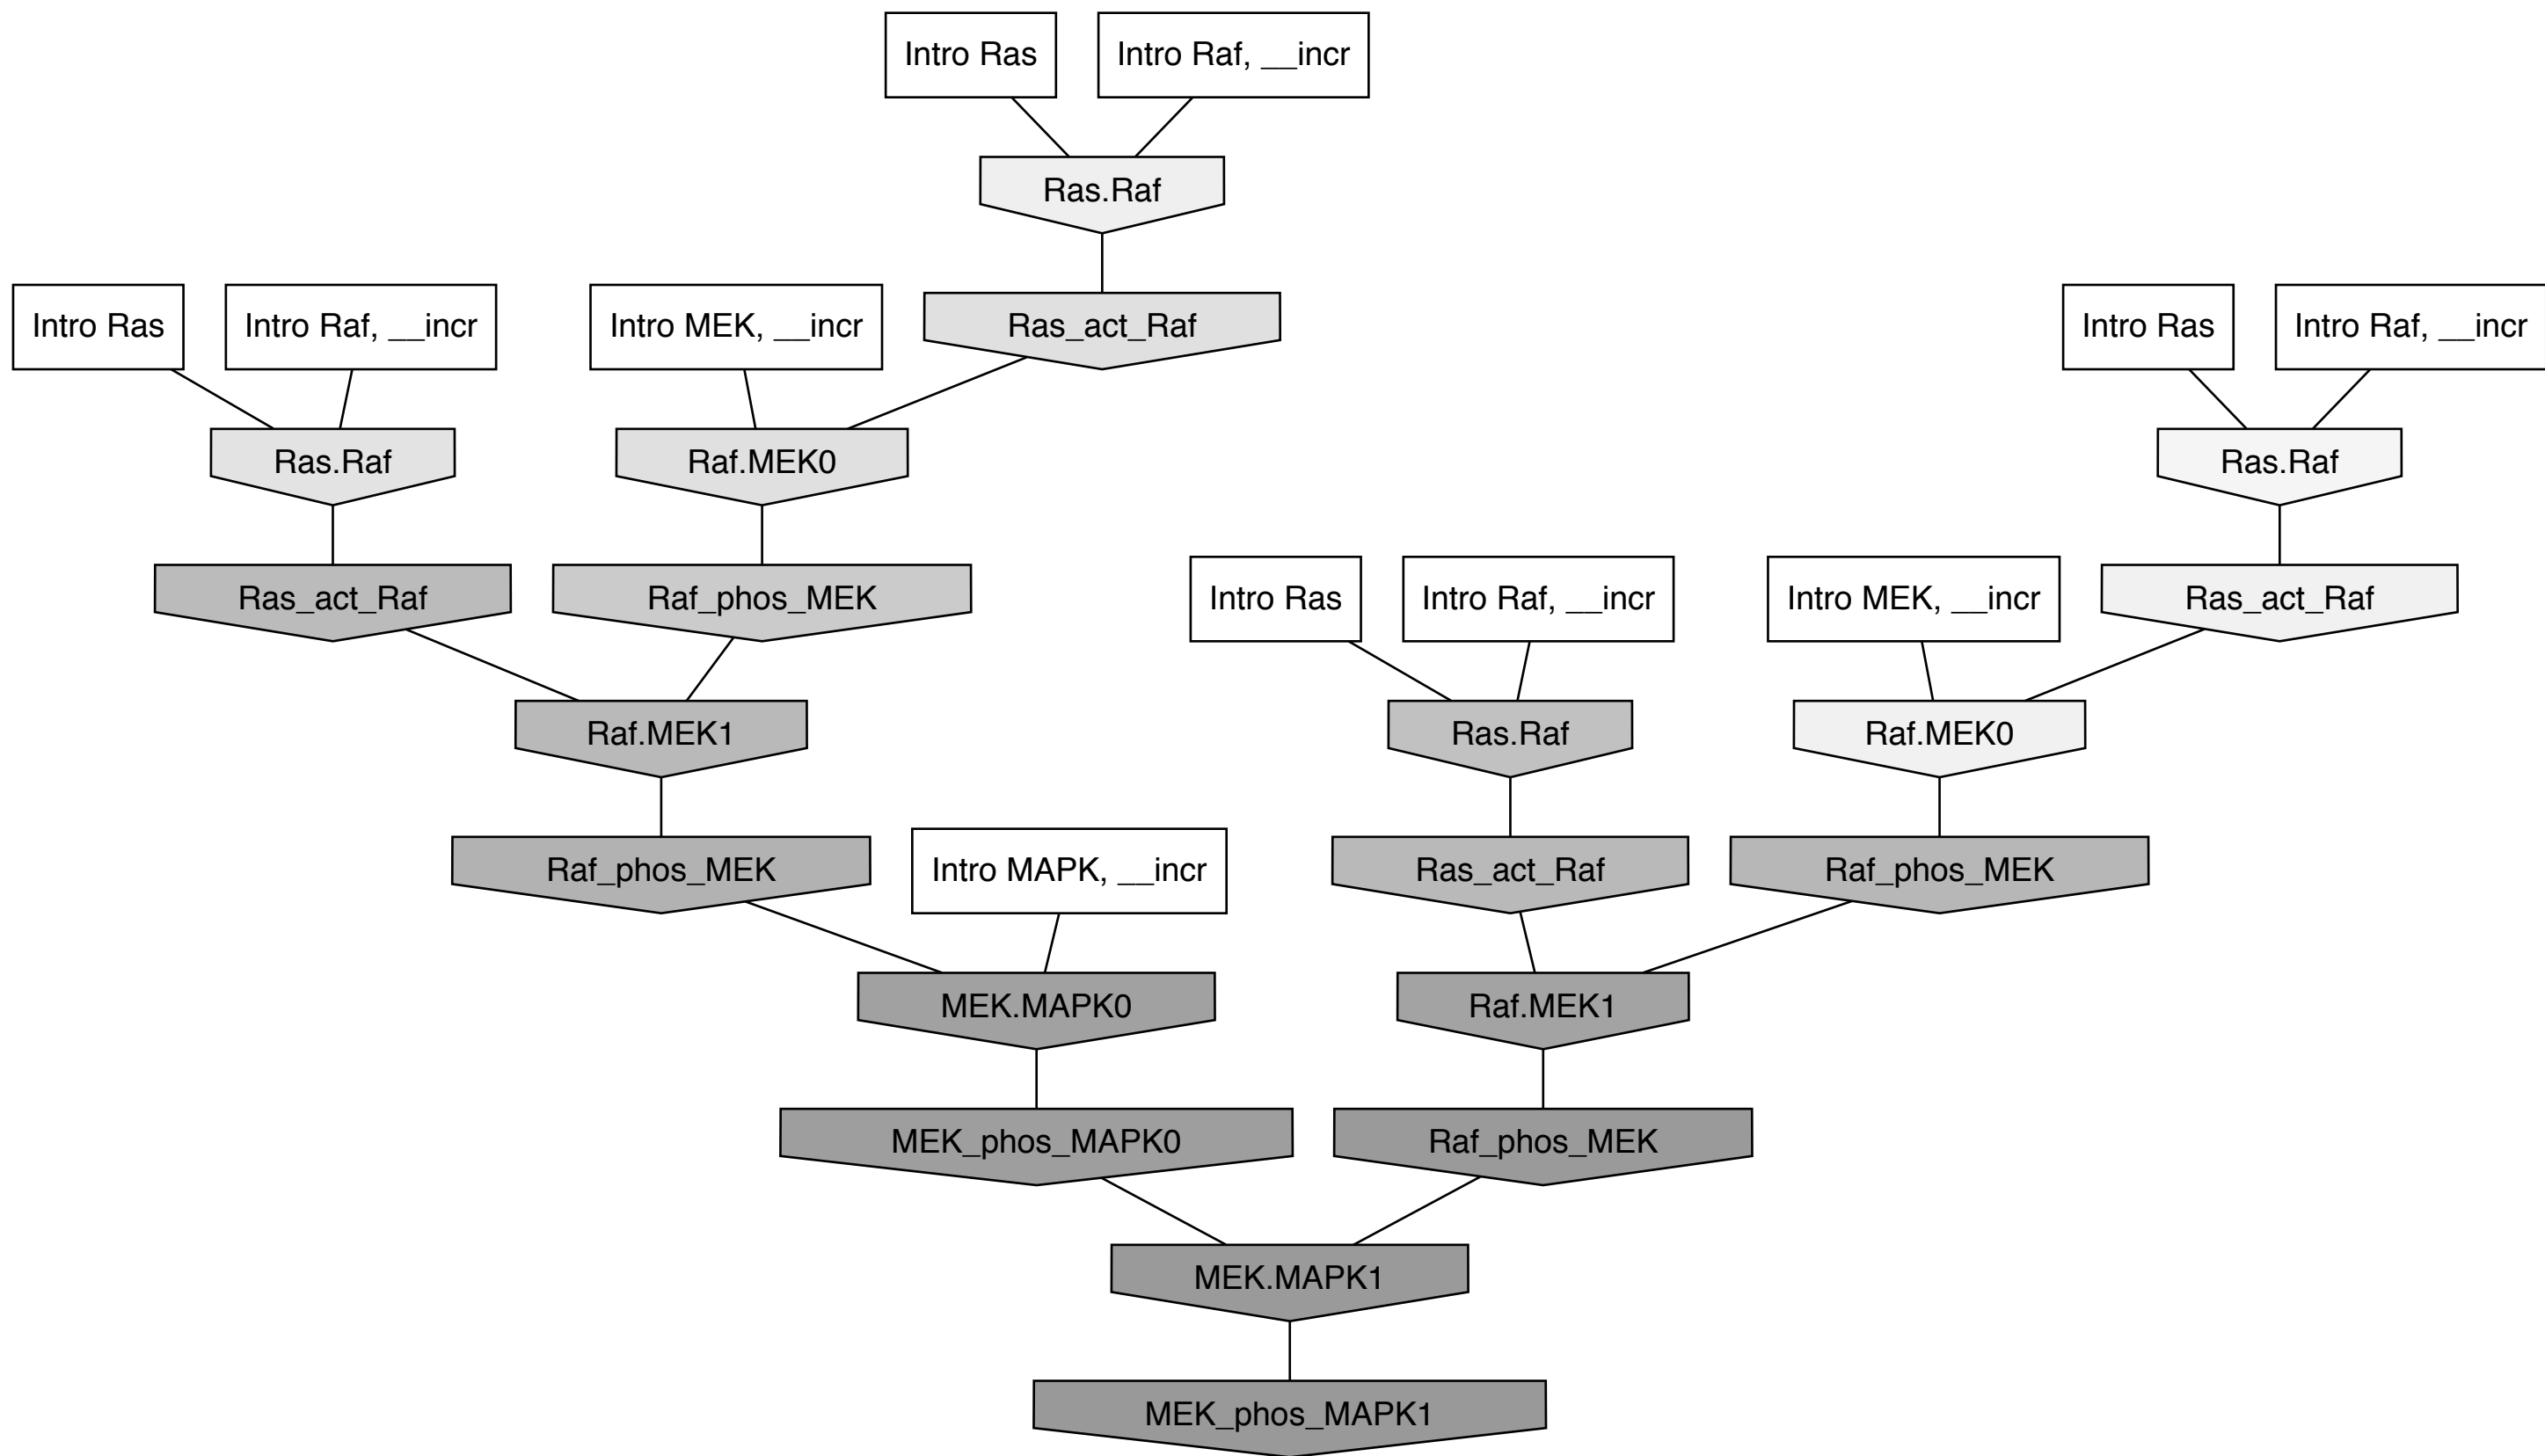 Intro Ras
Intro Raf, __incr
Ras.Raf
Intro Ras
Intro Raf, __incr
Intro MEK, __incr
Ras_act_Raf
Intro Ras
Intro Raf, __incr
Ras.Raf
Raf.MEK0
Ras.Raf
Ras_act_Raf
Raf_phos_MEK
Intro Ras
Intro Raf, __incr
Intro MEK, __incr
Ras_act_Raf
Raf.MEK1
Ras.Raf
Raf.MEK0
Raf_phos_MEK
Intro MAPK, __incr
Ras_act_Raf
Raf_phos_MEK
MEK.MAPK0
Raf.MEK1
MEK_phos_MAPK0
Raf_phos_MEK
MEK.MAPK1
MEK_phos_MAPK1